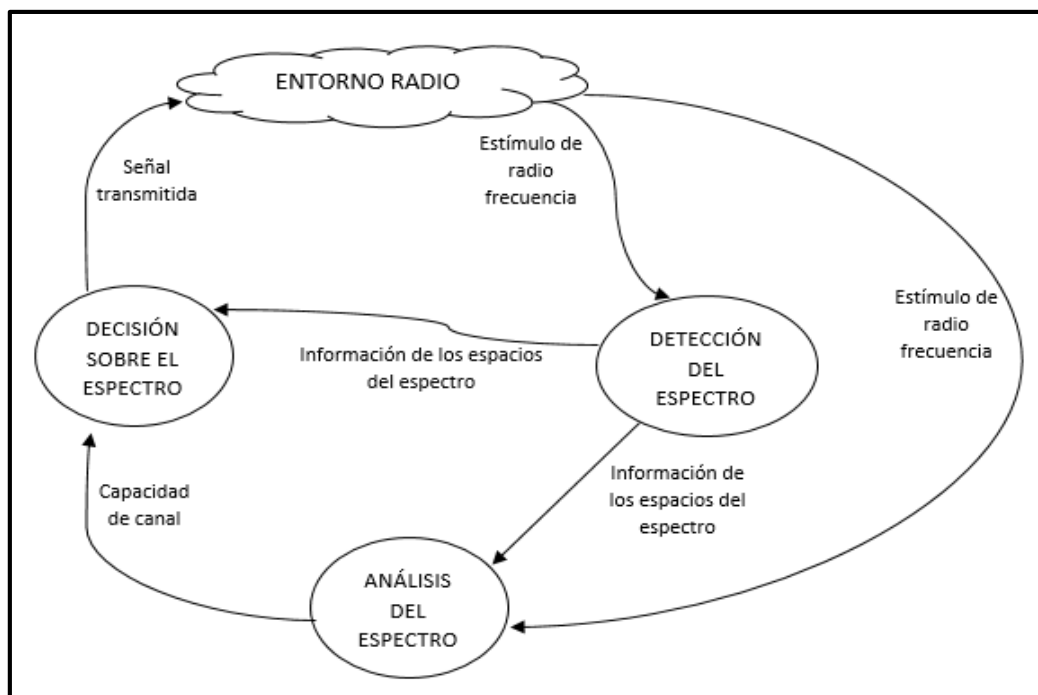 ENTORNO RADIO
Señal
transmitida
Estímulo de
radio
frecuencia
Estímulo de
radio
frecuencia
DECISIÓN
SOBRE EL
ESPECTRO
Información de los espacios
del espectro
DETECCIÓN
DEL
ESPECTRO
Capacidad
de canal
Información de
los espacios del
espectro
ANÁLISIS
DEL
ESPECTRO